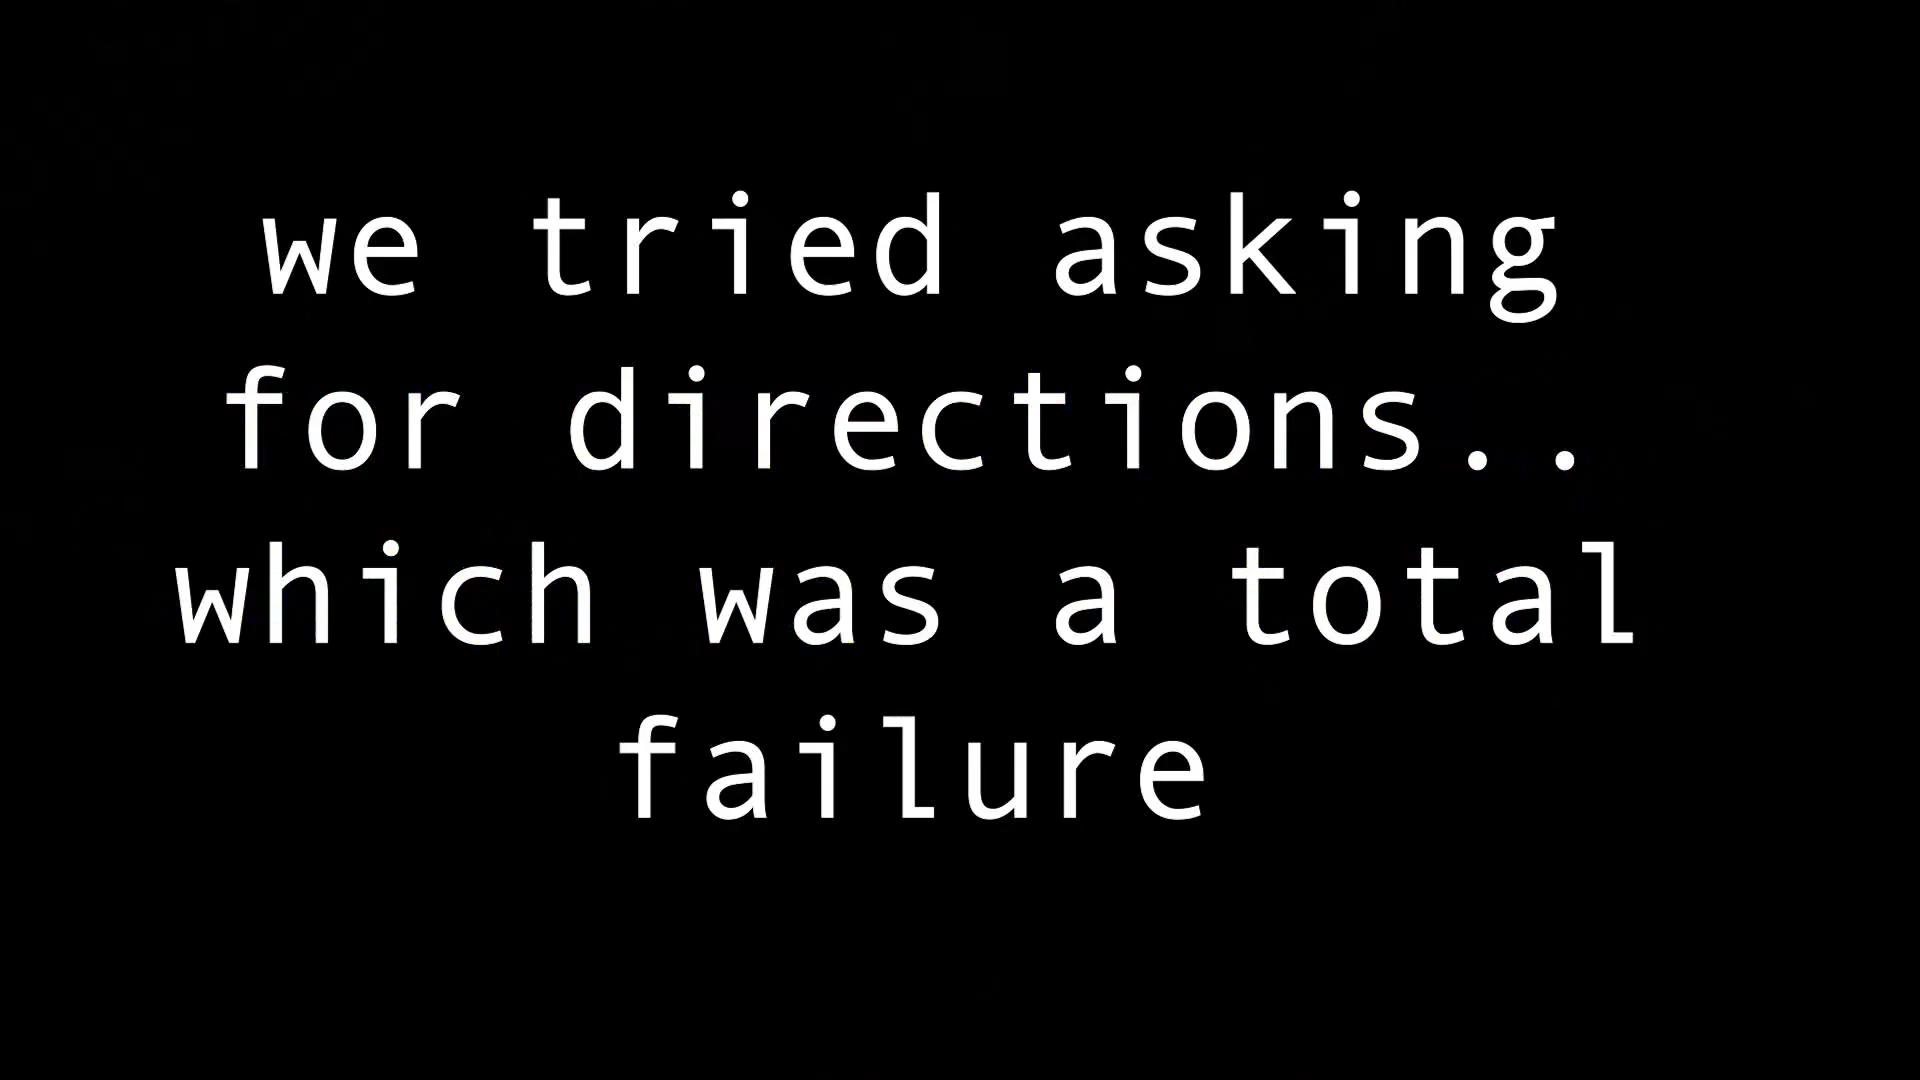 we tried asking
for directions..
which was a total
failure